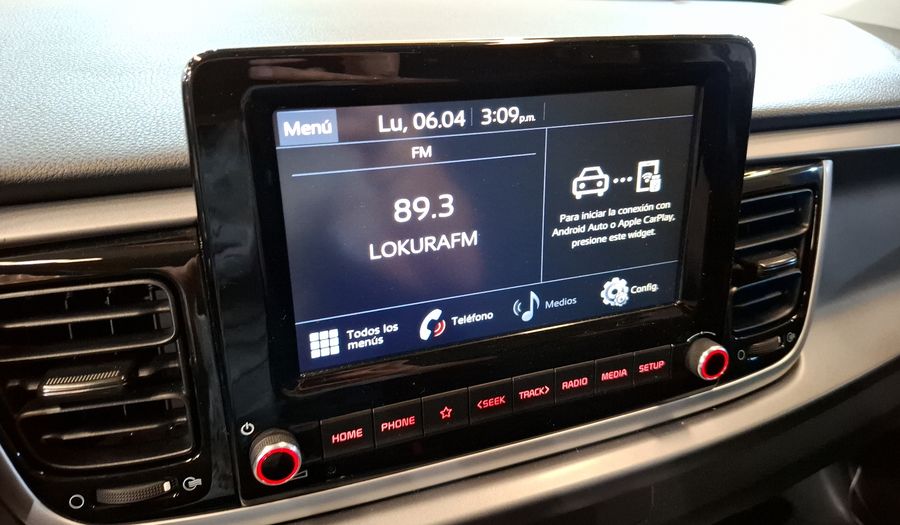 Menú
Lu, 06.04
3:09p.m.
FM
89.3
LOKURAFM
Para iniciar la conexión con
Android Auto o Apple CarPlay,
presione este widget.
Todos los
menús
Teléfono
Medios
Config.
HOME
PHONE
<SEEK
TRACK>
RADIO
MEDIA
SETUP